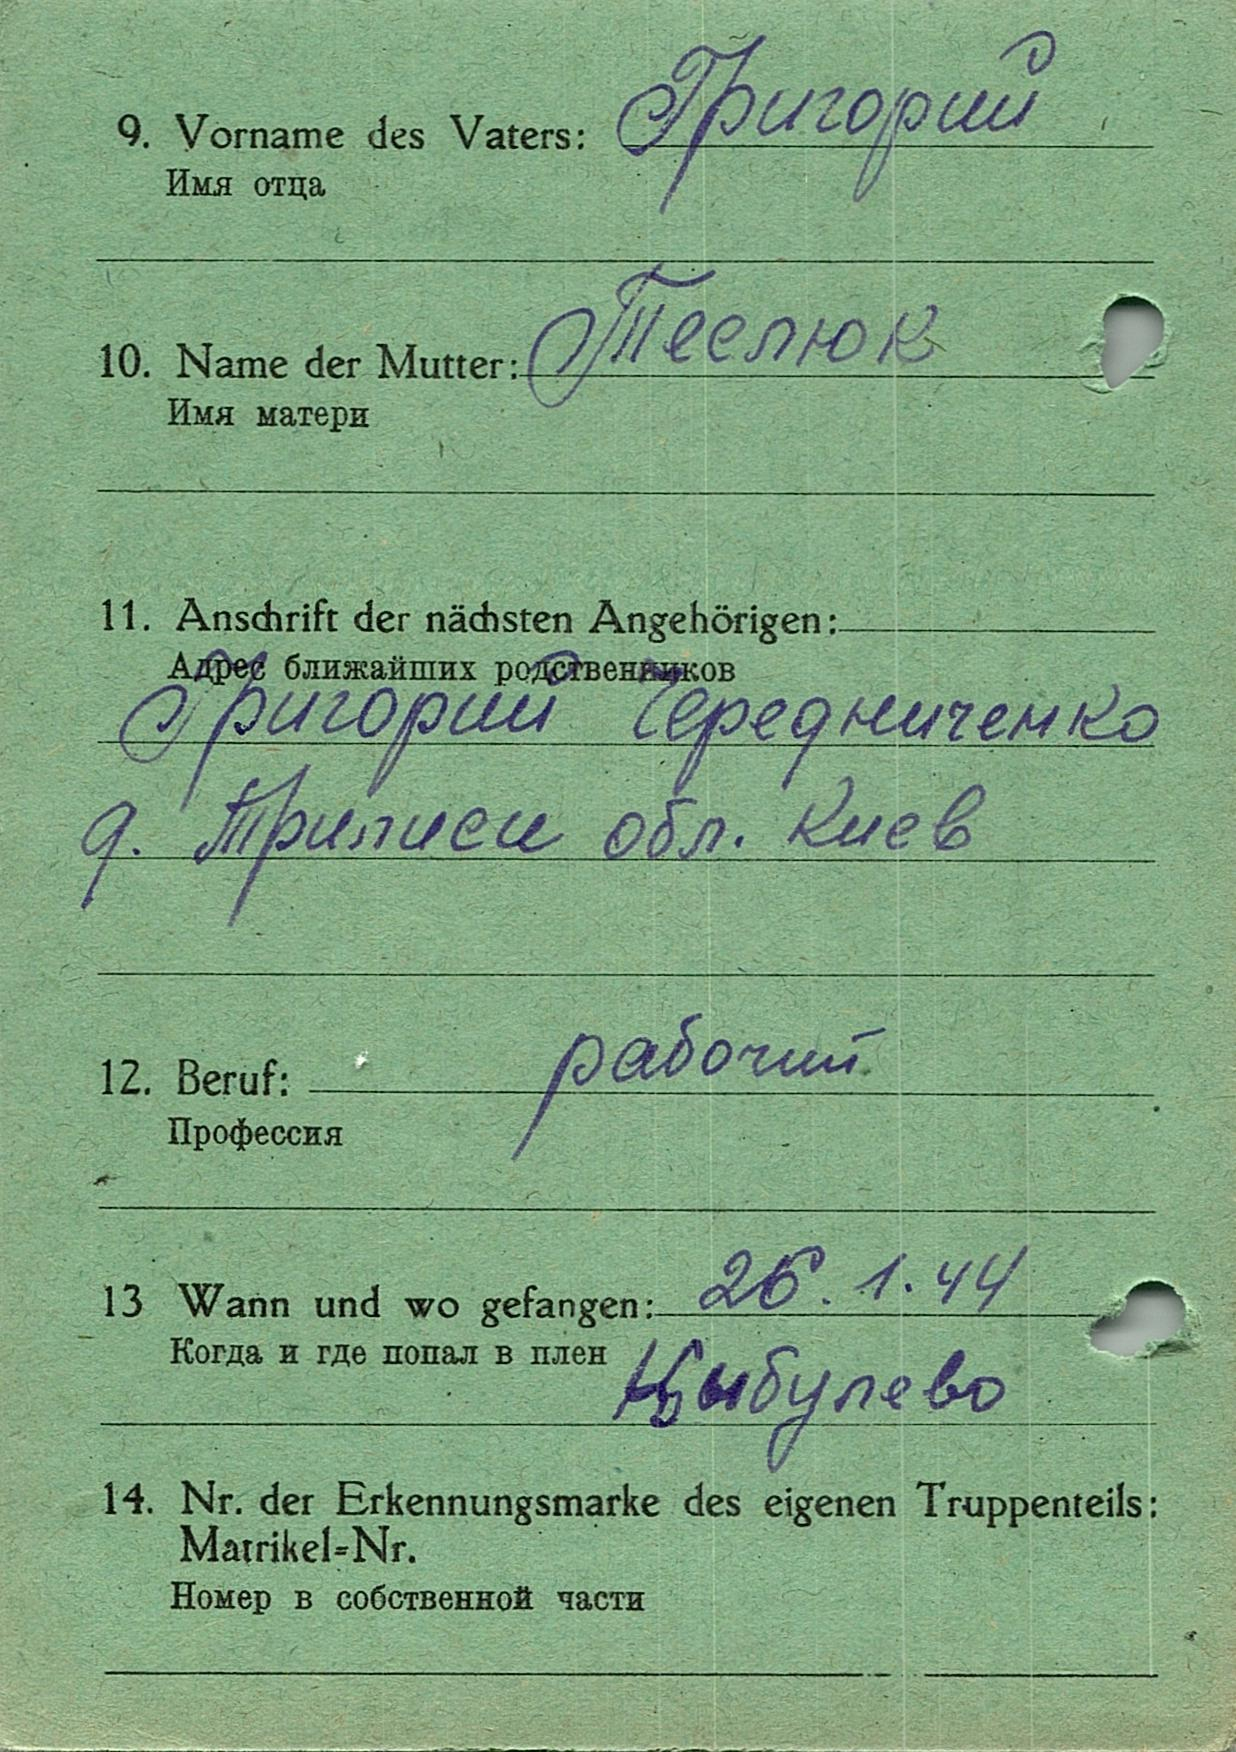 9. Vorname des Vaters: Григорий
Имя отца
10. Name der Mutter: Теслюк
Имя матери
11. Anschrift der nächsten Angehörigen:
Адрес ближайших родственников
Григорий Чередниченко
д. Трилиси обл. Киев
12. Beruf: рабочий
Профессия
13 Wann und wo gefangen: 26. 1. 44
Когда и где попал в плен
Цыбулево
14. Nr. der Erkennungsmarke des eigenen Truppenteils:
Matrikel-Nr.
Номер в собственной части